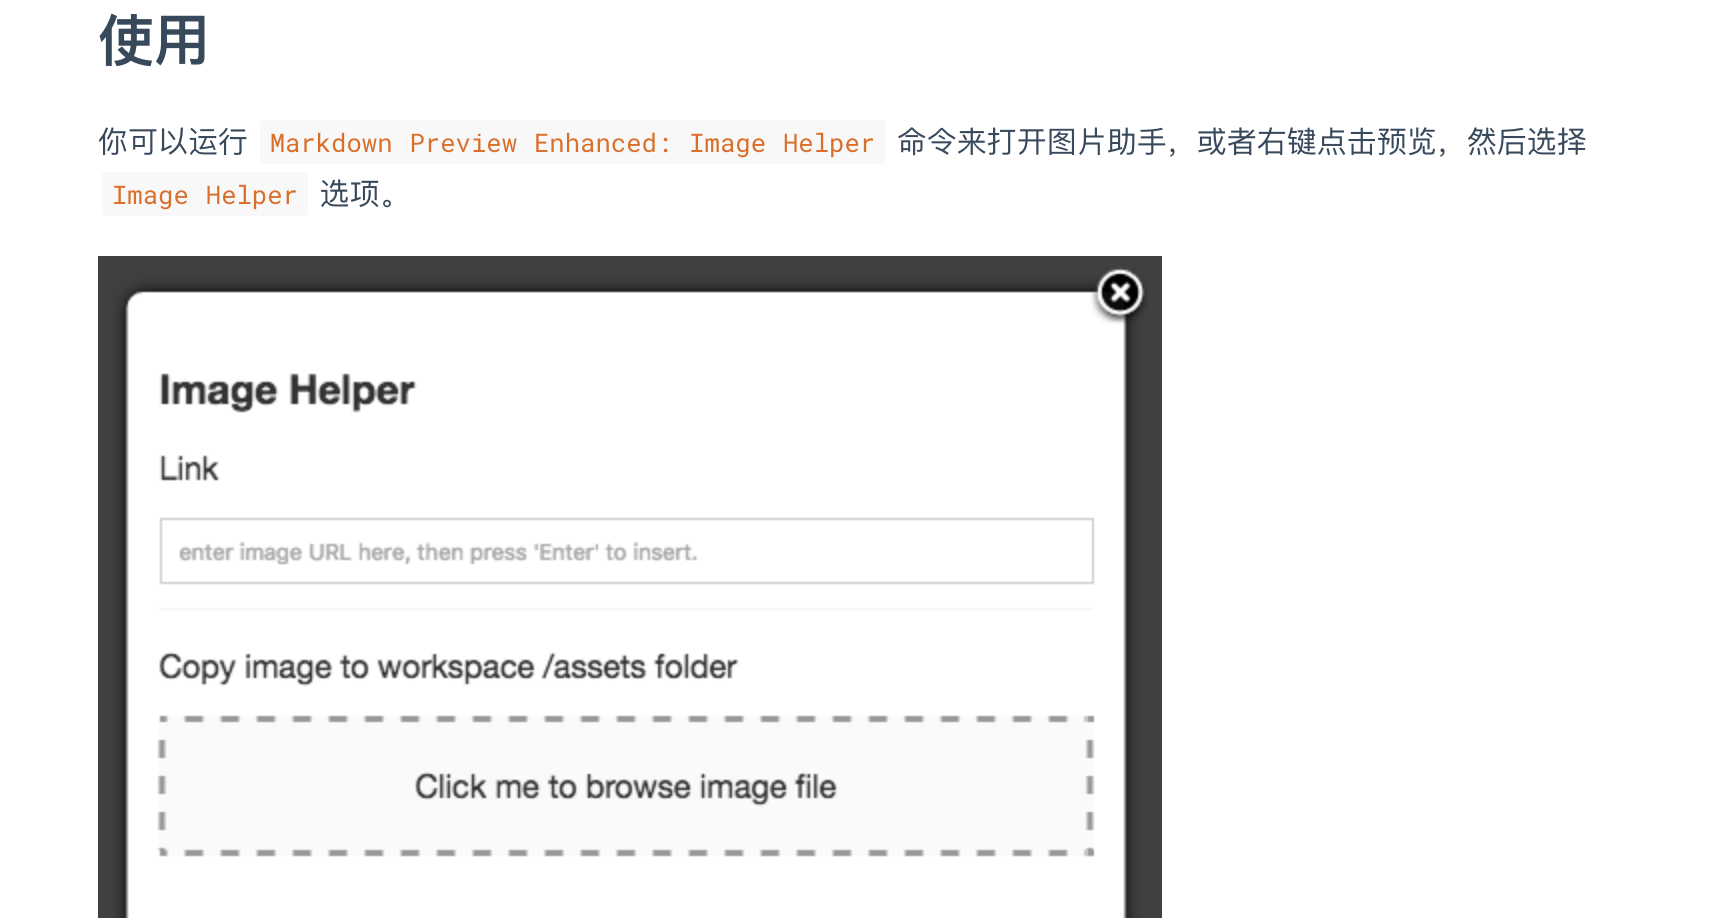 使用
你可以运行 Markdown Preview Enhanced: Image Helper 命令来打开图片助手，或者右键点击预览，然后选择
Image Helper 选项。
Image Helper
Link
enter image URL here, then press 'Enter' to insert.
Copy image to workspace /assets folder
Click me to browse image file